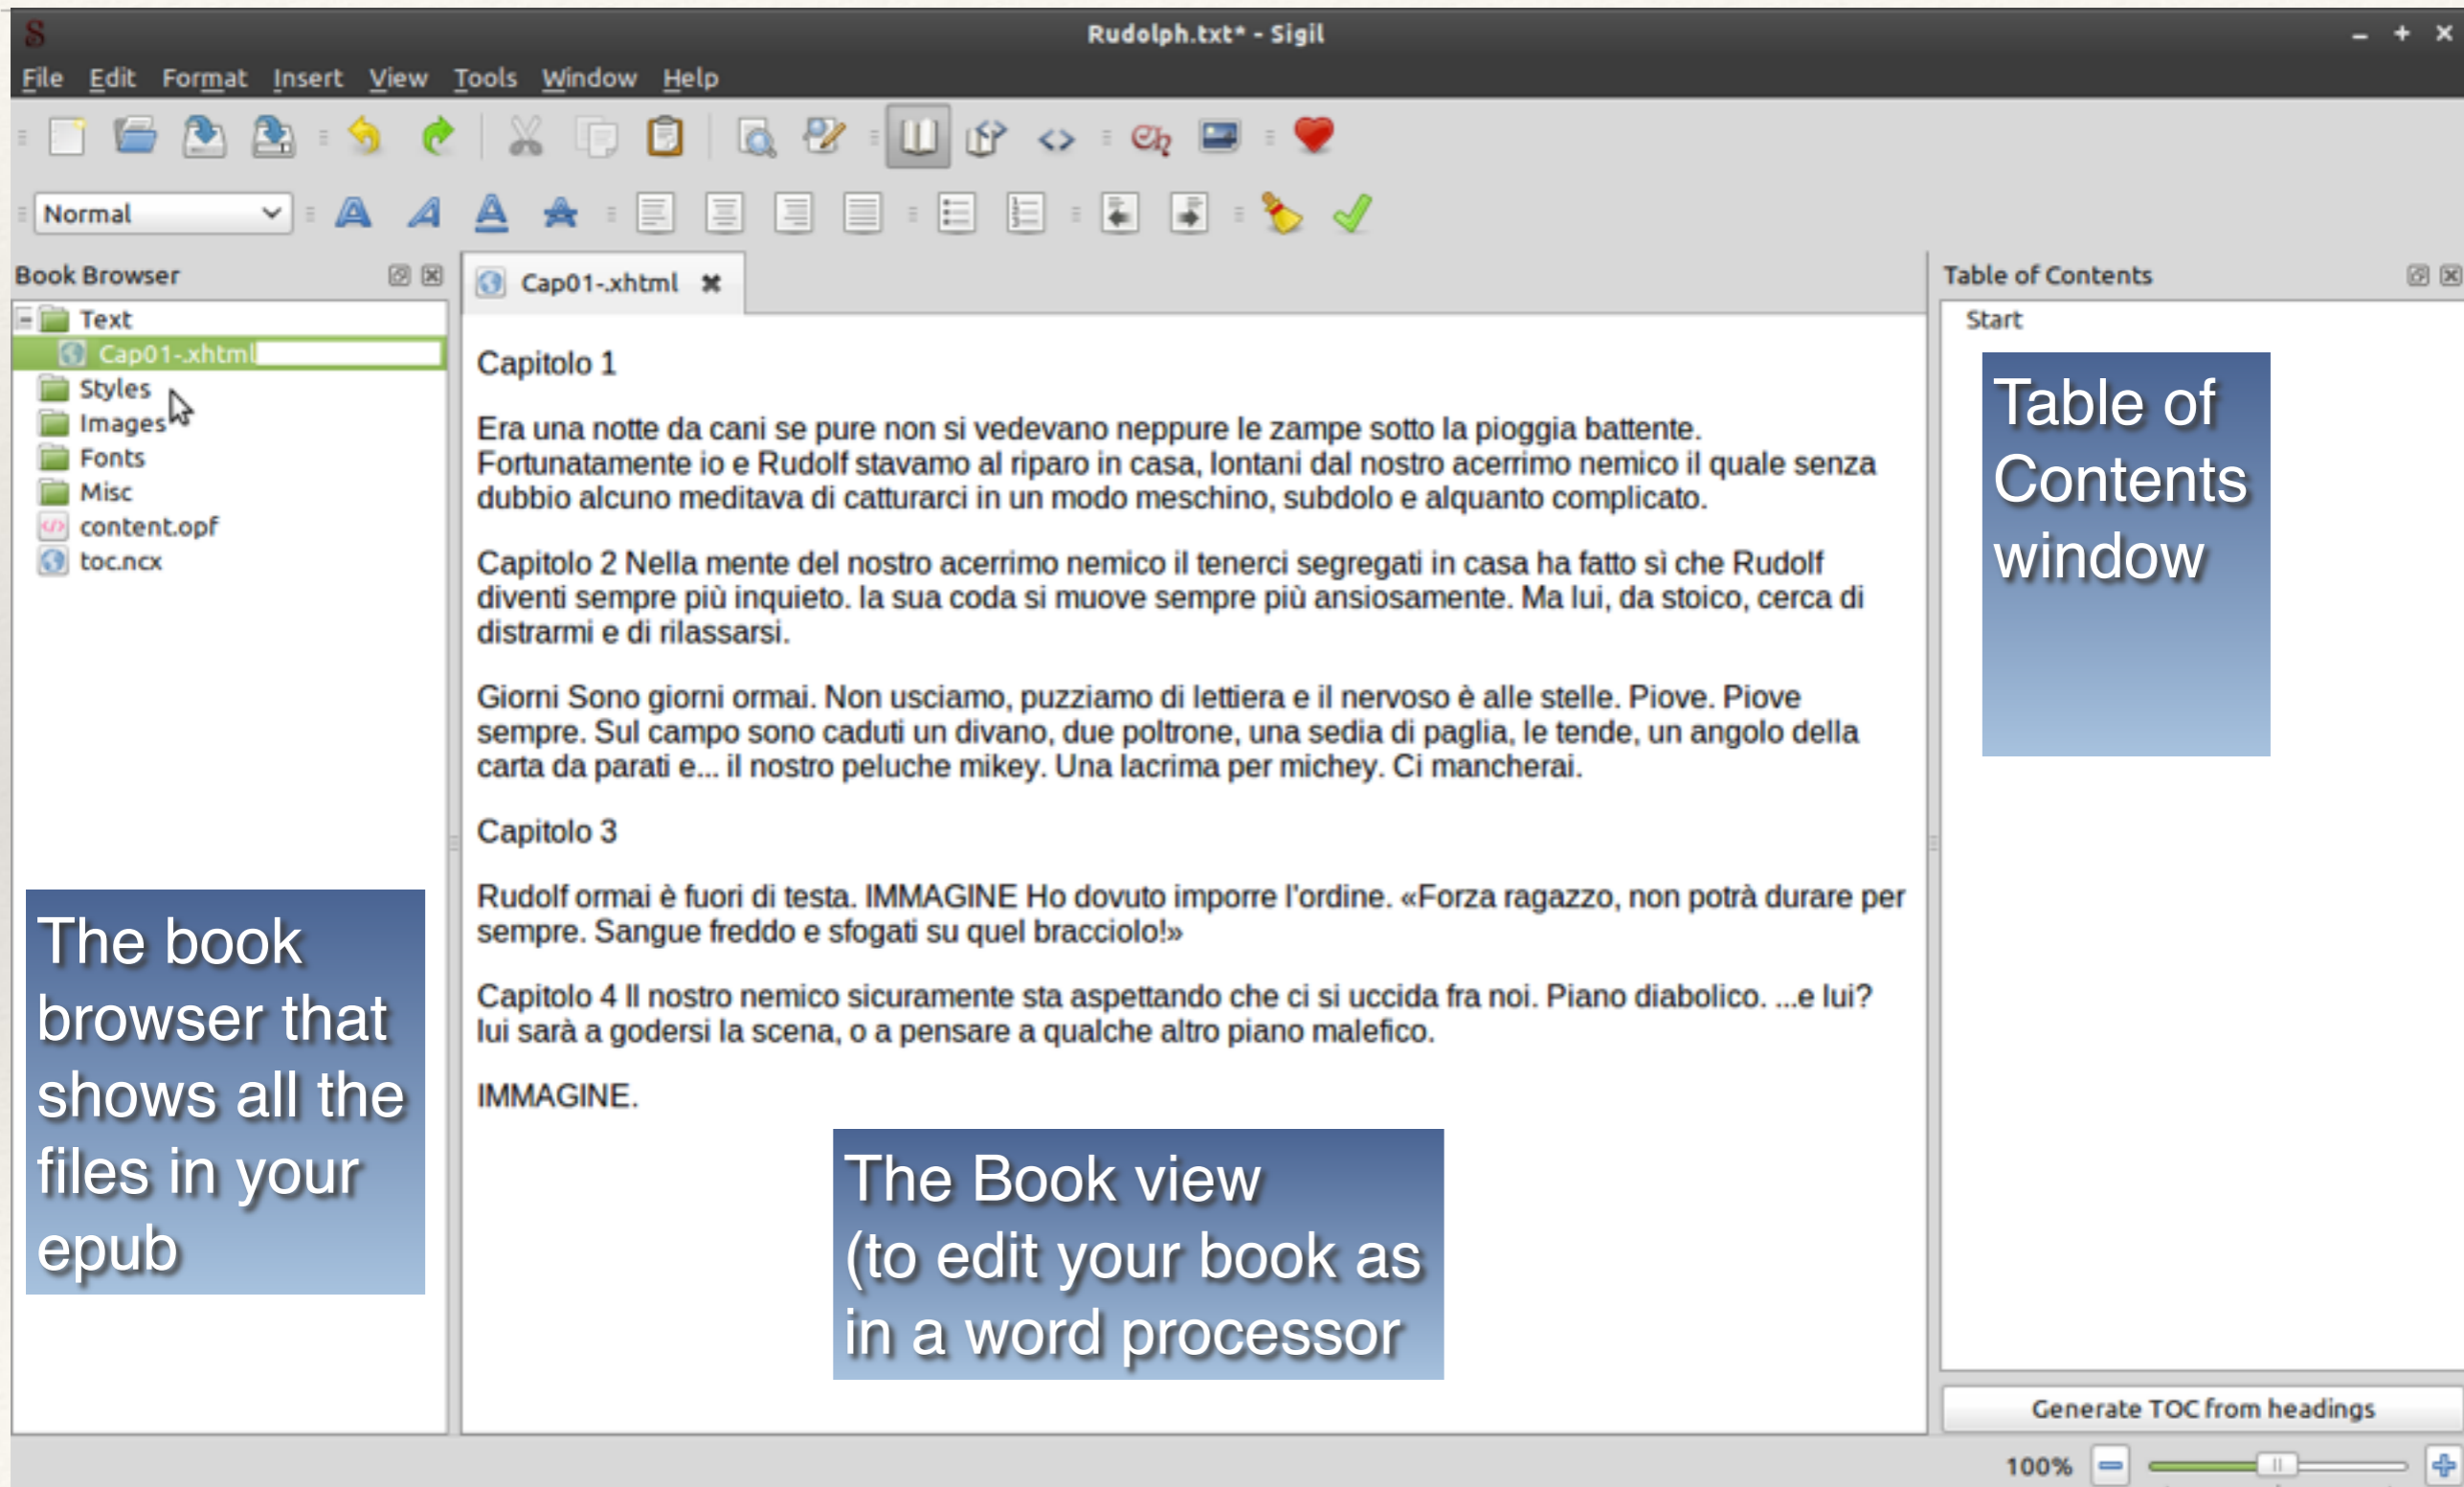 Rudolph.txt* - Sigil
File Edit Format Insert View Tools Window Help
Normal
Book Browser
Text
Cap01-.xhtml
Styles
Images
Fonts
Misc
content.opf
toc.ncx
The book
browser that
shows all the
files in your
epub
Cap01-.xhtml
Capitolo 1
Era una notte da cani se pure non si vedevano neppure le zampe sotto la pioggia battente.
Fortunatamente io e Rudolf stavamo al riparo in casa, lontani dal nostro acerrimo nemico il quale senza
dubbio alcuno meditava di catturarci in un modo meschino, subdolo e alquanto complicato.
Capitolo 2 Nella mente del nostro acerrimo nemico il tenerci segregati in casa ha fatto sì che Rudolf
diventi sempre più inquieto. la sua coda si muove sempre più ansiosamente. Ma lui, da stoico, cerca di
distrarmi e di rilassarsi.
Giorni Sono giorni ormai. Non usciamo, puzziamo di lettiera e il nervoso è alle stelle. Piove. Piove
sempre. Sul campo sono caduti un divano, due poltrone, una sedia di paglia, le tende, un angolo della
carta da parati e... il nostro peluche mikey. Una lacrima per michey. Ci mancherai.
Capitolo 3
Rudolf ormai è fuori di testa. IMMAGINE Ho dovuto imporre l'ordine. «Forza ragazzo, non potrà durare per
sempre. Sangue freddo e sfogati su quel bracciolo!»
Capitolo 4 Il nostro nemico sicuramente sta aspettando che ci si uccida fra noi. Piano diabolico. ...e lui?
lui sarà a godersi la scena, o a pensare a qualche altro piano malefico.
IMMAGINE.
The Book view
(to edit your book as
in a word processor
Table of Contents
Start
Table of
Contents
window
Generate TOC from headings
100%